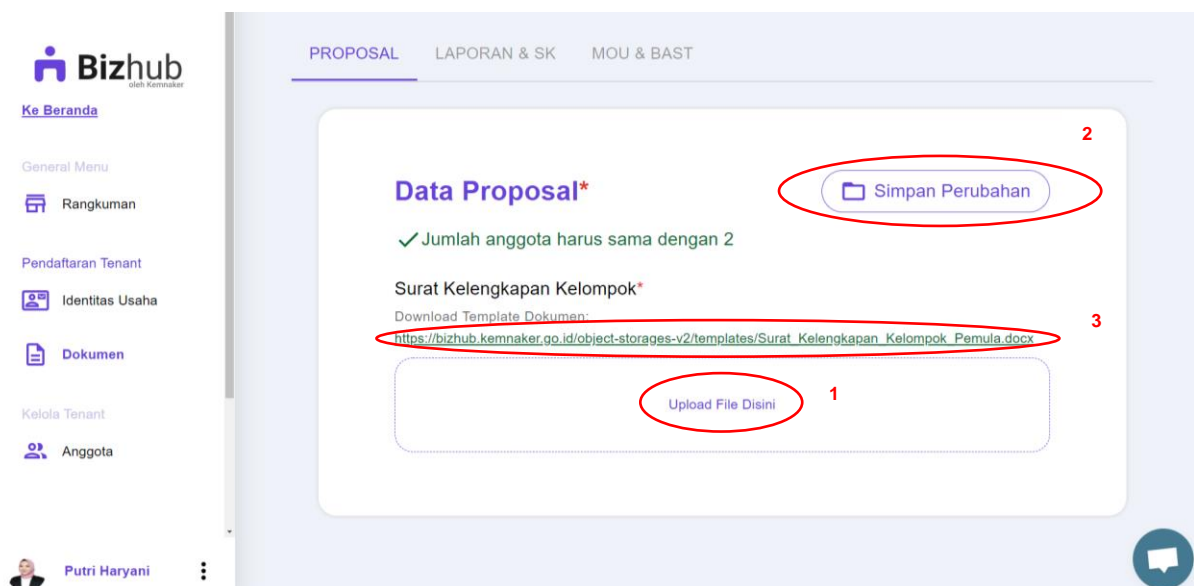 Bizhub
oleh Kemnaker
Ke Beranda
General Menu
Rangkuman
Pendaftaran Tenant
Identitas Usaha
Dokumen
Kelola Tenant
Anggota
Putri Haryani
PROPOSAL LAPORAN & SK MOU & BAST
2
Data Proposal*
Simpan Perubahan
Jumlah anggota harus sama dengan 2
Surat Kelengkapan Kelompok*
Download Template Dokumen:
3
https://bizhub.kemnaker.go.id/object-storages-v2/templates/Surat_Kelengkapan_Kelompok_Pemula.docx
Upload File Disini
1